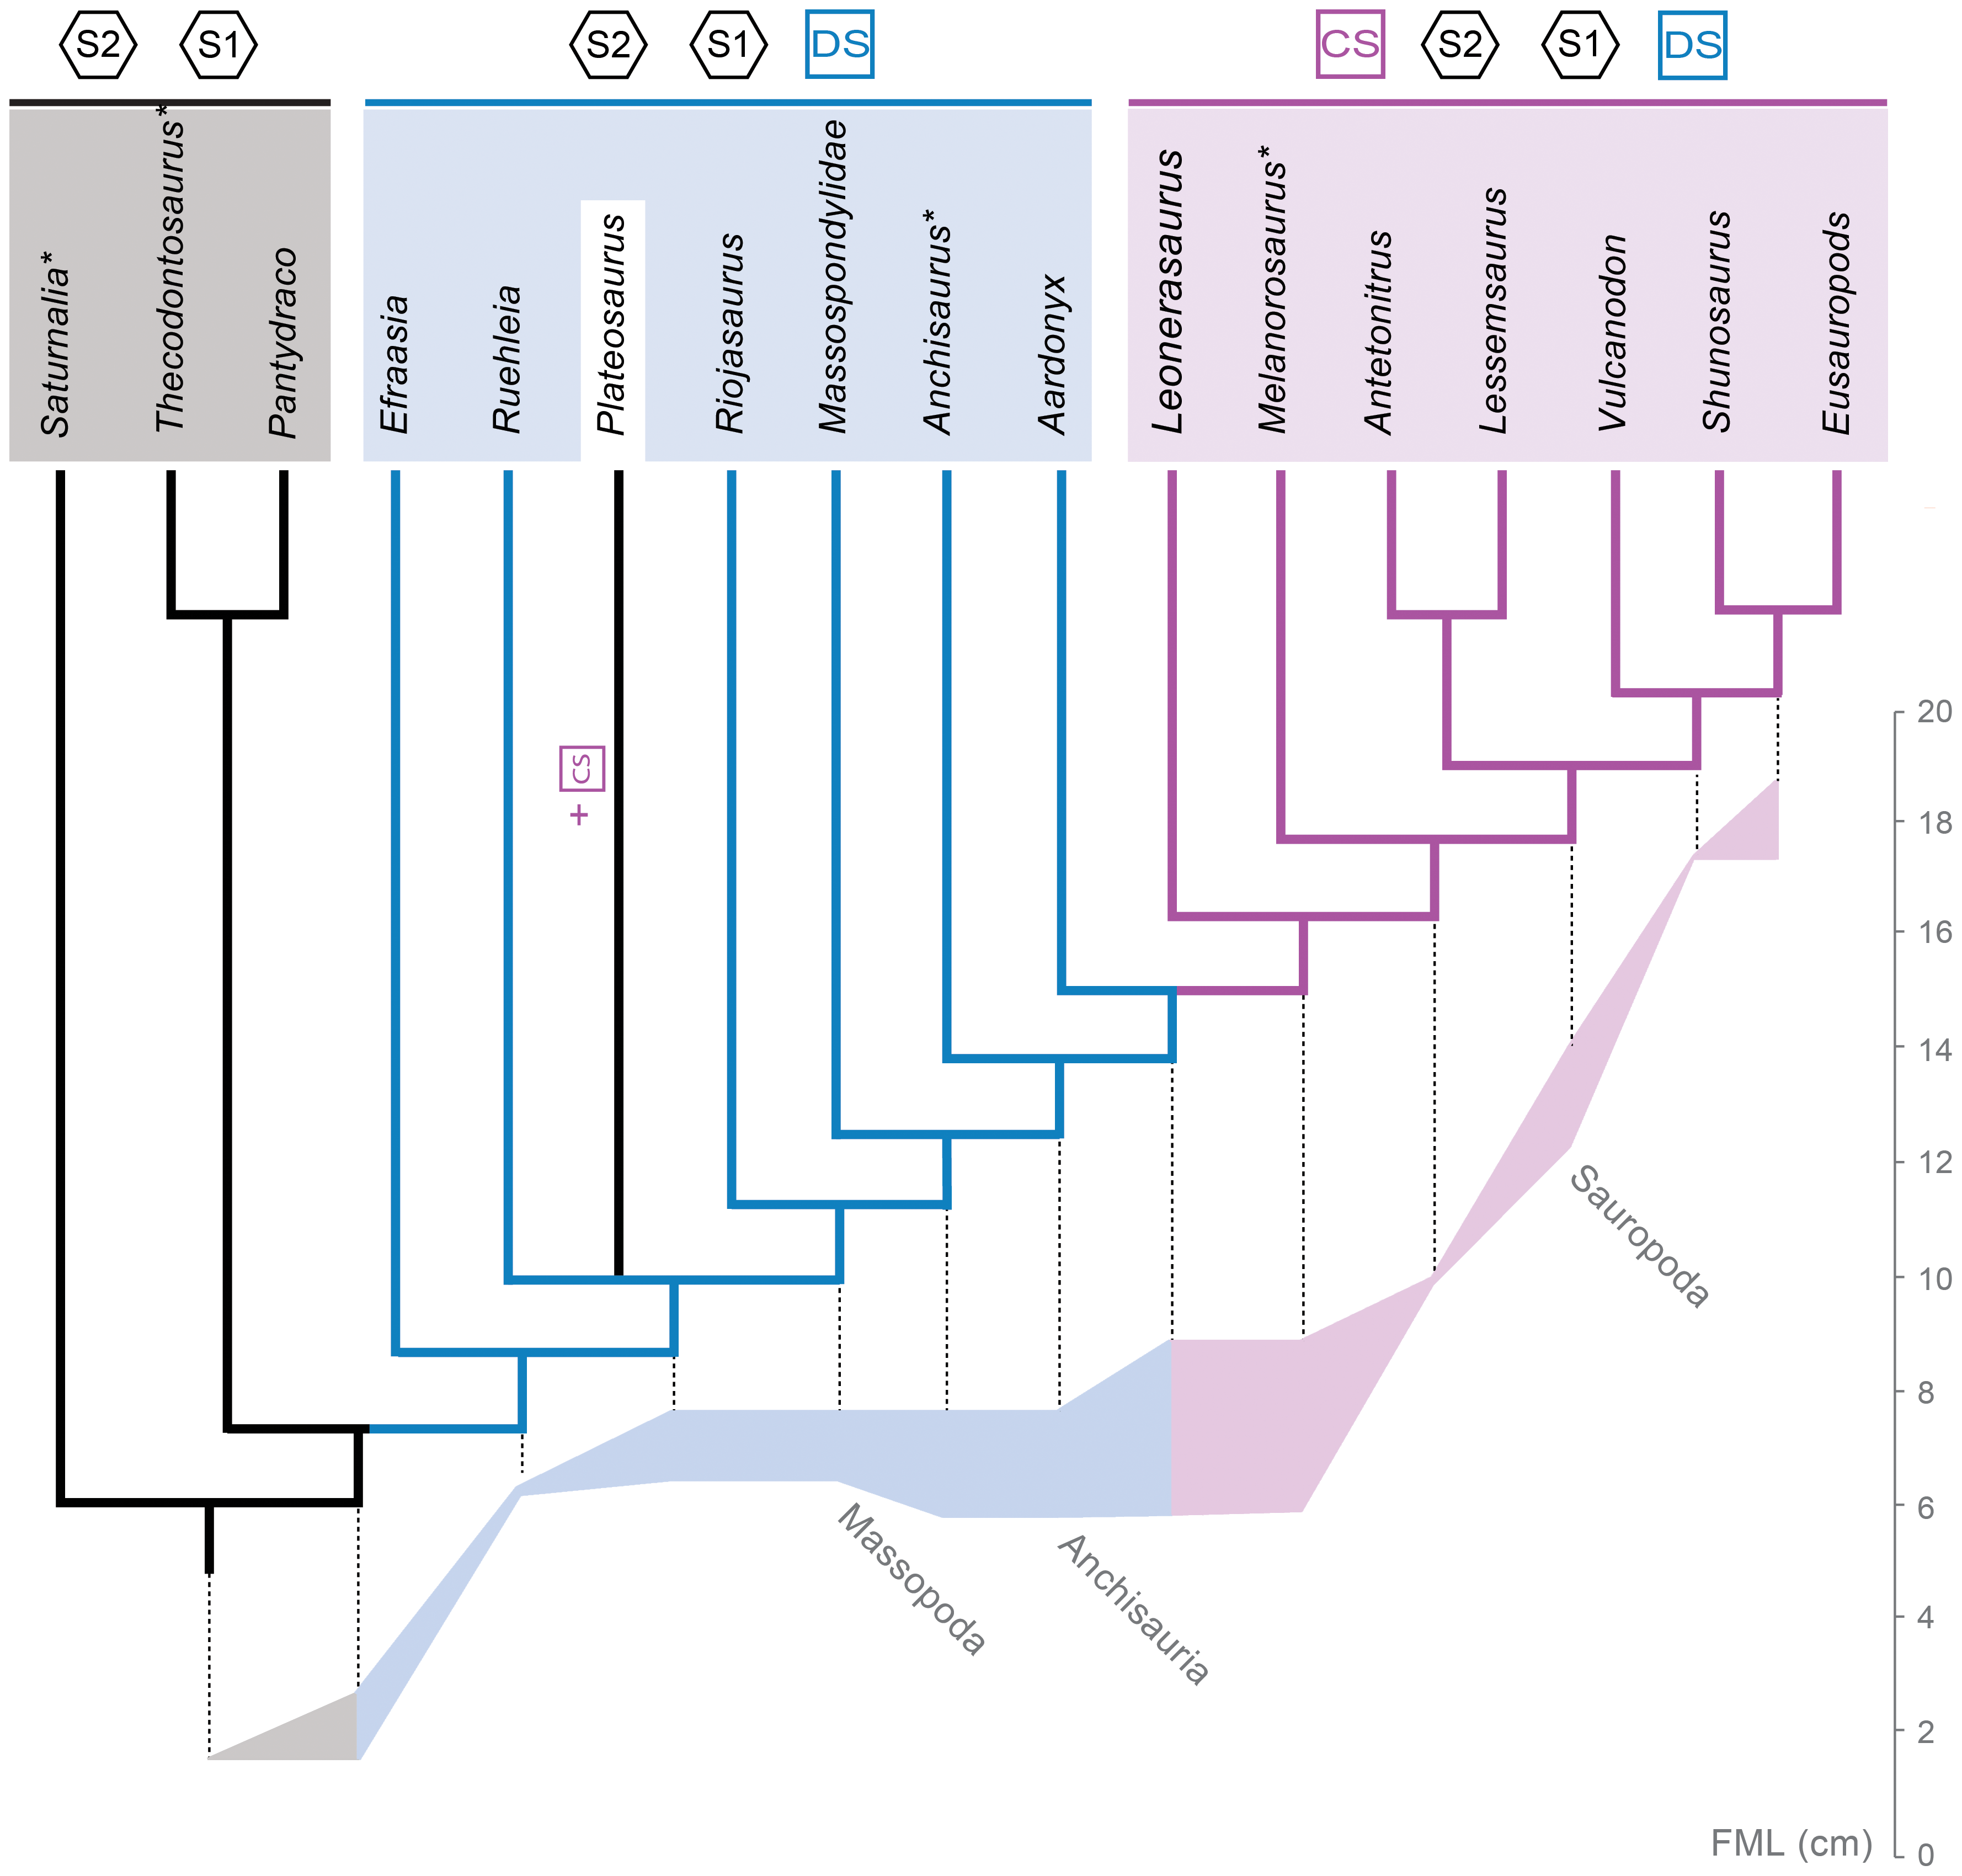 S2 S1 S2 S1 DS CS S2 S1 DS
Saturnalia*
Thecodontosaurus*
Pantydraco
Efraasia
Ruehleia
Plateosaurus
Riojasaurus
Massospondylidae
Anchisaurus*
Aardonyx
Leonerasaurus
Melanorosaurus*
Antetonitrus
Lessemsaurus
Vulcanodon
Shunosaurus
Eusauropods
+ CS
20
18
16
14
12
10
8
6
4
2
0
Sauropoda
Massopoda
Anchisauria
FML (cm)